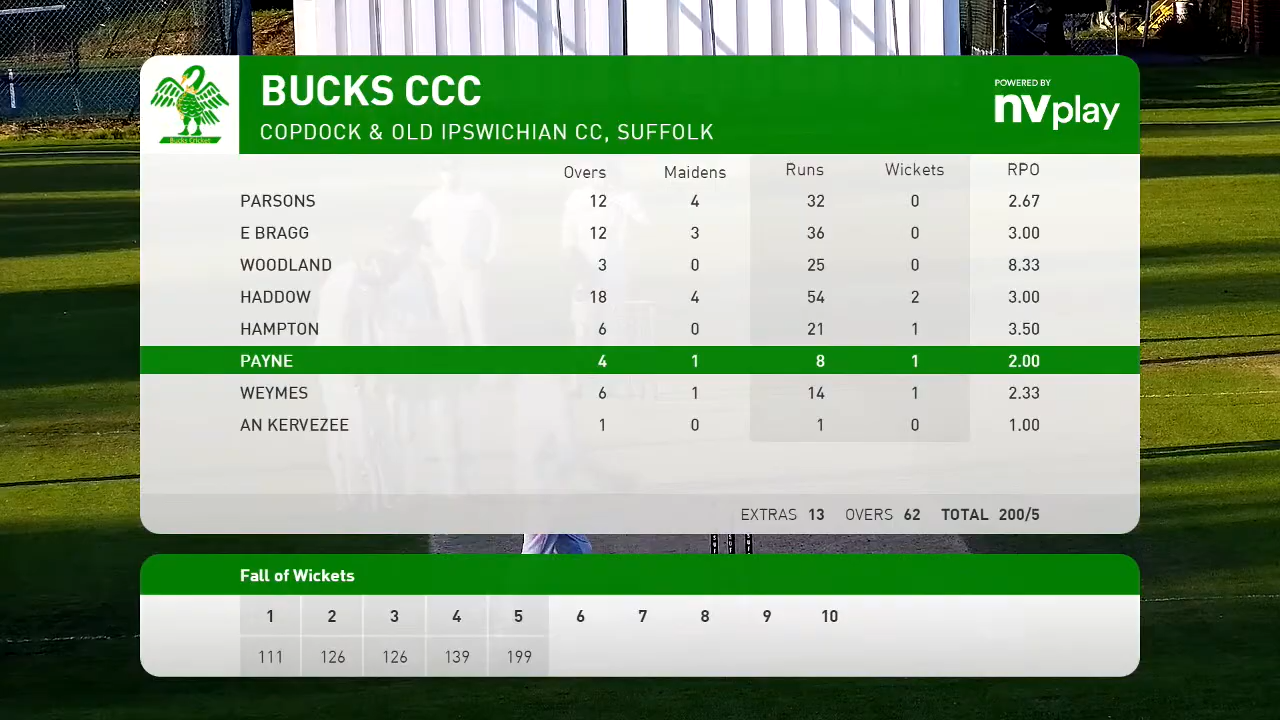 BUCKS CCC
COPDOCK & OLD IPSWICHIAN CC, SUFFOLK
POWERED BY
nvplay
Bucks Cricket
Overs Maidens Runs Wickets RPO
PARSONS 12 4 32 0 2.67
E BRAGG 12 3 36 0 3.00
WOODLAND 3 0 25 0 8.33
HADDOW 18 4 54 2 3.00
HAMPTON 6 0 21 1 3.50
PAYNE 4 1 8 1 2.00
WEYMES 6 1 14 1 2.33
AN KERVEZEE 1 0 1 0 1.00
EXTRAS 13 OVERS 62 TOTAL 200/5
Fall of Wickets
1 2 3 4 5 6 7 8 9 10
111 126 126 139 199